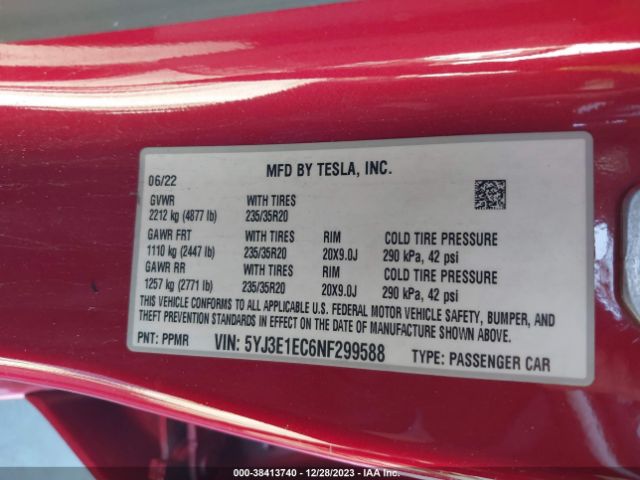 MFD BY TESLA, INC.
06/22
GVWR WITH TIRES
2212 kg (4877 lb) 235/35R20
GAWR FRT WITH TIRES RIM COLD TIRE PRESSURE
1110 kg (2447 lb) 235/35R20 20X9.0J 290 kPa, 42 psi
GAWR RR WITH TIRES RIM COLD TIRE PRESSURE
1257 kg (2771 lb) 235/35R20 20X9.0J 290 kPa, 42 psi
THIS VEHICLE CONFORMS TO ALL APPLICABLE U.S. FEDERAL MOTOR VEHICLE SAFETY, BUMPER, AND
THEFT PREVENTION STANDARDS IN EFFECT ON THE DATE OF MANUFACTURE SHOWN ABOVE.
PNT: PPMR VIN: 5YJ3E1EC6NF299588 TYPE: PASSENGER CAR
000-38413740 - 12/28/2023 - IAA Inc.